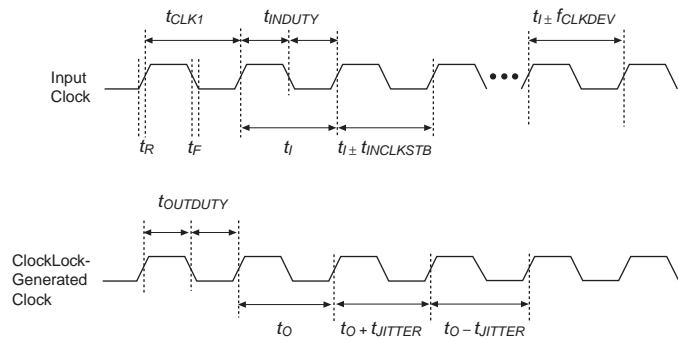 tCLK1 tINDUTY tI ± fCLKDEV
Input
Clock
tR tF tI tI ± tINCLKSTB
tOUTDUTY
ClockLock-
Generated
Clock
tO tO + tJITTER tO – tJITTER